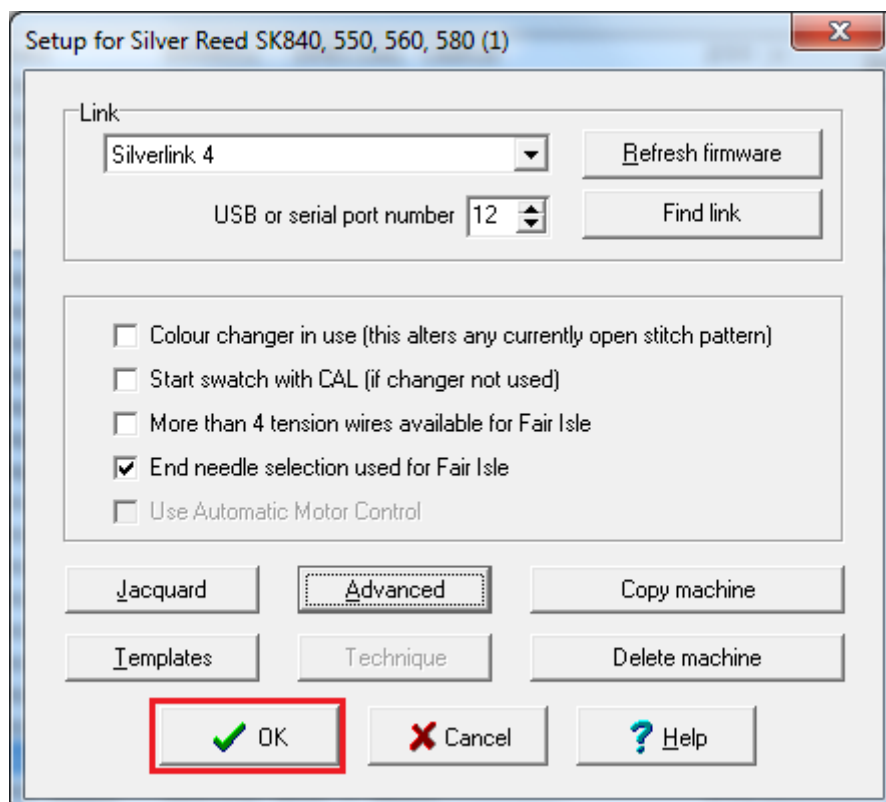 Setup for Silver Reed SK840, 550, 560, 580 (1)
Link
Silverlink 4
Refresh firmware
USB or serial port number 12
Find link
Colour changer in use (this alters any currently open stitch pattern)
Start swatch with CAL (if changer not used)
More than 4 tension wires available for Fair Isle
End needle selection used for Fair Isle
Use Automatic Motor Control
Jacquard
Advanced
Copy machine
Templates
Technique
Delete machine
OK
Cancel
Help